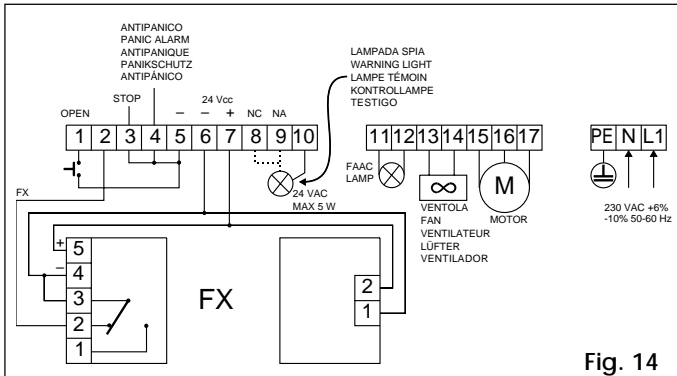 ANTIPANICO
PANIC ALARM
ANTIPANIQUE
PANIKSCHUTZ
ANTIPÁNICO
LAMPADA SPIA
WARNING LIGHT
LAMPE TÉMOIN
KONTROLLAMPE
TESTIGO
STOP
24 Vcc
OPEN
– – + NC NA
1 2 3 4 5 6 7 8 9 10
11 12 13 14 15 16 17
PE N L1
FAAC
LAMP
24 VAC
MAX 5 W
M
MOTOR
VENTOLA
FAN
VENTILATEUR
LÜFTER
VENTILADOR
230 VAC +6%
-10% 50-60 Hz
FX
+ 5
– 4
3
2
1
FX
2
1
Fig. 14